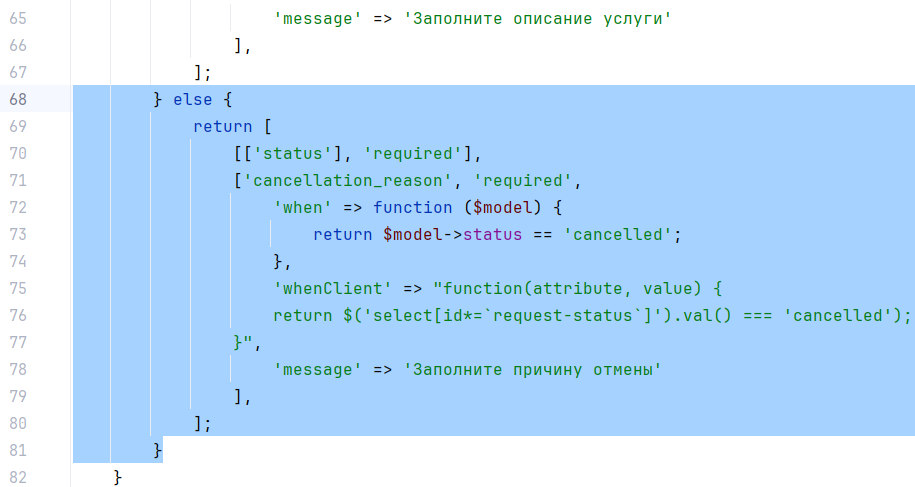 65 'message' => 'Заполните описание услуги'
66 ],
67 ];
68 } else {
69 return [
70 [['status'], 'required'],
71 ['cancellation_reason', 'required',
72 'when' => function ($model) {
73 return $model->status == 'cancelled';
74 },
75 'whenClient' => "function(attribute, value) {
76 return $('select[id*=`request-status`]').val() === 'cancelled');
77 }",
78 'message' => 'Заполните причину отмены'
79 ],
80 ];
81 }
82 }